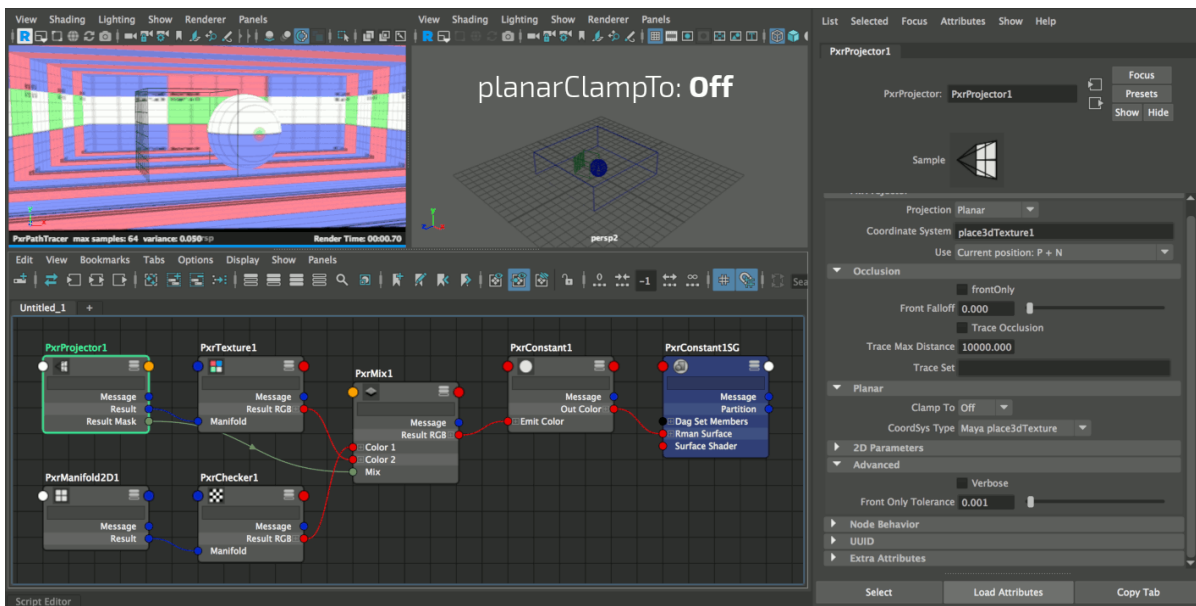 View Shading Lighting Show Renderer Panels
PxrPathTracer max samples: 64 variance: 0.050
Render Time: 00:00.70
View Shading Lighting Show Renderer Panels
planarClampTo: Off
persp2
Edit View Bookmarks Tabs Options Display Show Panels
-1
Untitled_1 +
PxrProjector1
Message
Result
Result Mask
PxrTexture1
Message
Result RGB
Manifold
PxrMix1
Message
Result RGB
Color 1
Color 2
Mix
PxrConstant1
Message
Out Color
Emit Color
PxrConstant1SG
Message
Partition
Dag Set Members
Rman Surface
Surface Shader
PxrManifold2D1
Message
Result
PxrChecker1
Message
Result RGB
Manifold
Script Editor
List Selected Focus Attributes Show Help
PxrProjector1
PxrProjector: PxrProjector1
Focus
Presets
Show Hide
Sample
Projection Planar
Coordinate System place3dTexture1
Use Current position: P + N
Occlusion
frontOnly
Front Falloff 0.000
Trace Occlusion
Trace Max Distance 10000.000
Trace Set
Planar
Clamp To Off
CoordSys Type Maya place3dTexture
2D Parameters
Advanced
Verbose
Front Only Tolerance 0.001
Node Behavior
UUID
Extra Attributes
Select Load Attributes Copy Tab